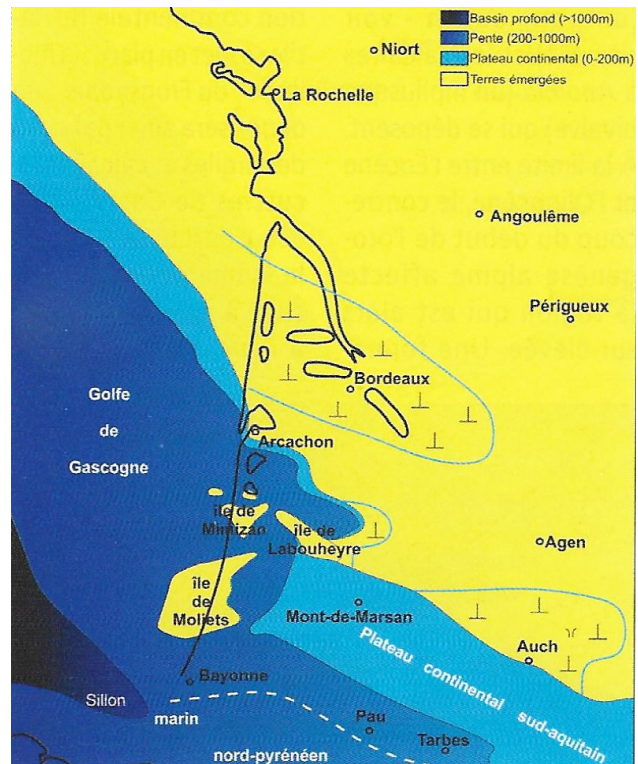 Bassin profond (>1000m)
Pente (200-1000m)
Plateau continental (0-200m)
Terres émergées
Niort
La Rochelle
Angoulême
Périgueux
Bordeaux
Golfe
de
Gascogne
Arcachon
île de
Mimizan
île de
Labouheyre
Agen
île
de
Moliets
Mont-de-Marsan
Auch
Plateau continental sud-aquitain
Bayonne
Sillon
marin
nord-pyrénéen
Pau
Tarbes